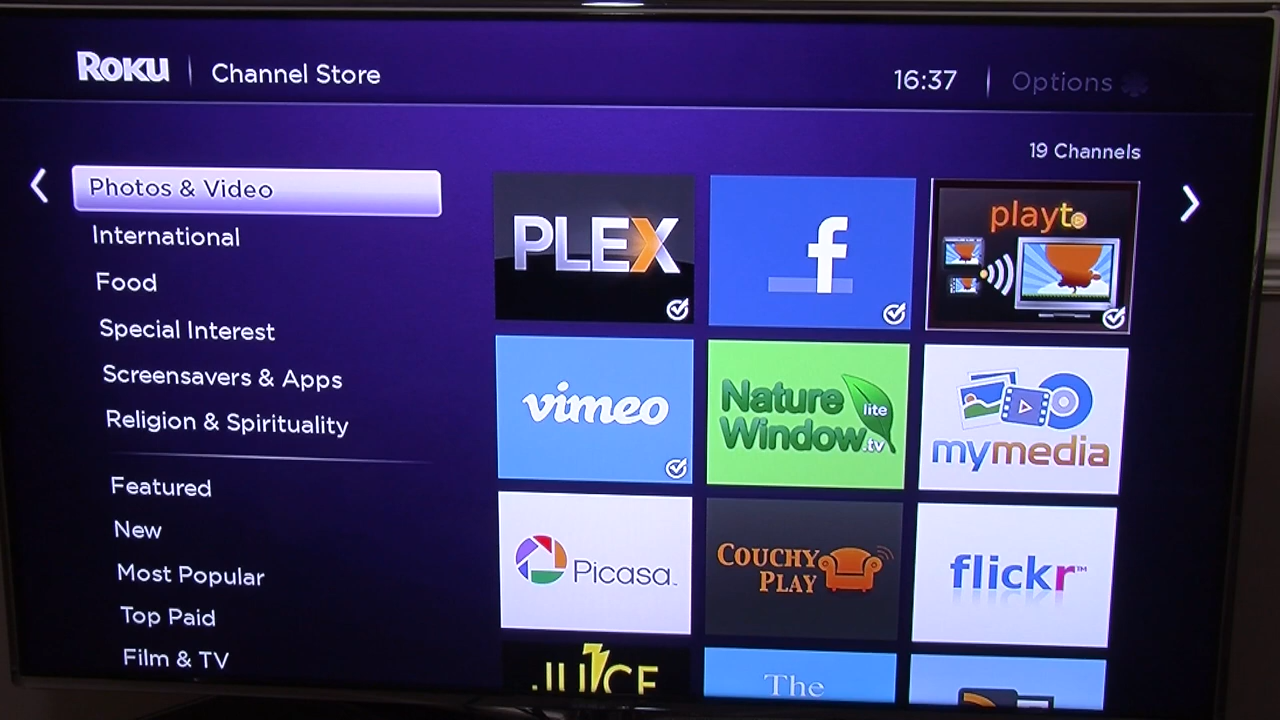 Roku
Channel Store
16:37
Options
19 Channels
Photos & Video
International
Food
Special Interest
Screensavers & Apps
Religion & Spirituality
Featured
New
Most Popular
Top Paid
Film & TV
PLEX
f
playto
vimeo
Nature
Window.tv
lite
mymedia
Picasa
COUCHY
PLAY
flickr™
JUICE
The